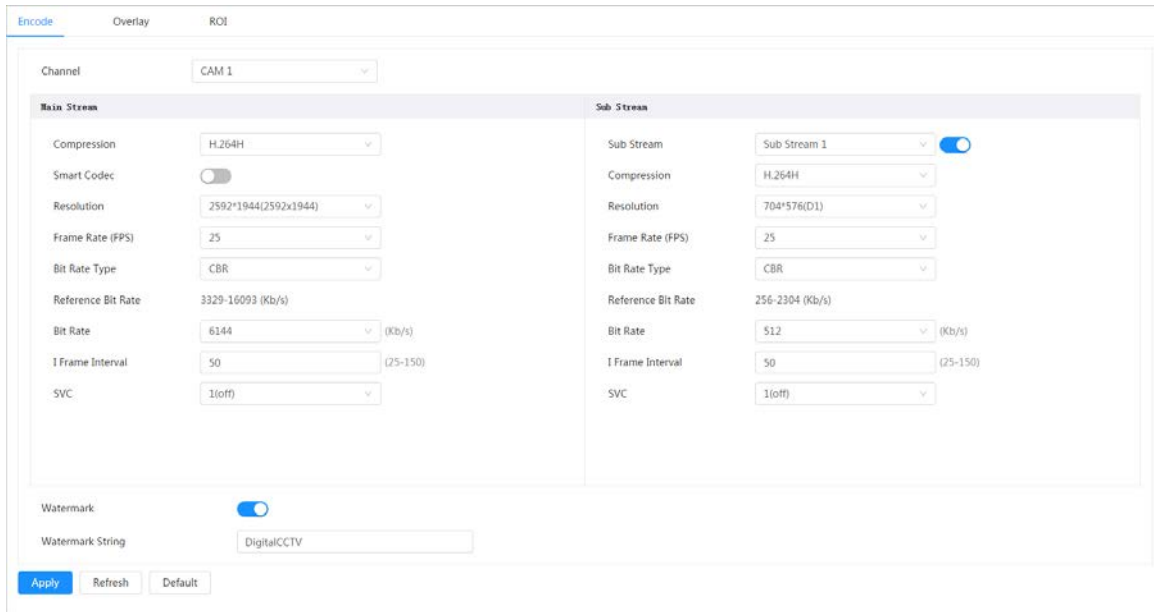 Encode Overlay ROI
Channel CAM 1
Main Stream Sub Stream
Compression H.264H Sub Stream Sub Stream 1
Smart Codec Compression H.264H
Resolution 2592*1944(2592x1944) Resolution 704*576(D1)
Frame Rate (FPS) 25 Frame Rate (FPS) 25
Bit Rate Type CBR Bit Rate Type CBR
Reference Bit Rate 3329-16093 (Kb/s) Reference Bit Rate 256-2304 (Kb/s)
Bit Rate 6144 (Kb/s) Bit Rate 512 (Kb/s)
I Frame Interval 50 (25-150) I Frame Interval 50 (25-150)
SVC 1(off) SVC 1(off)
Watermark
Watermark String DigitalCCTV
Apply Refresh Default